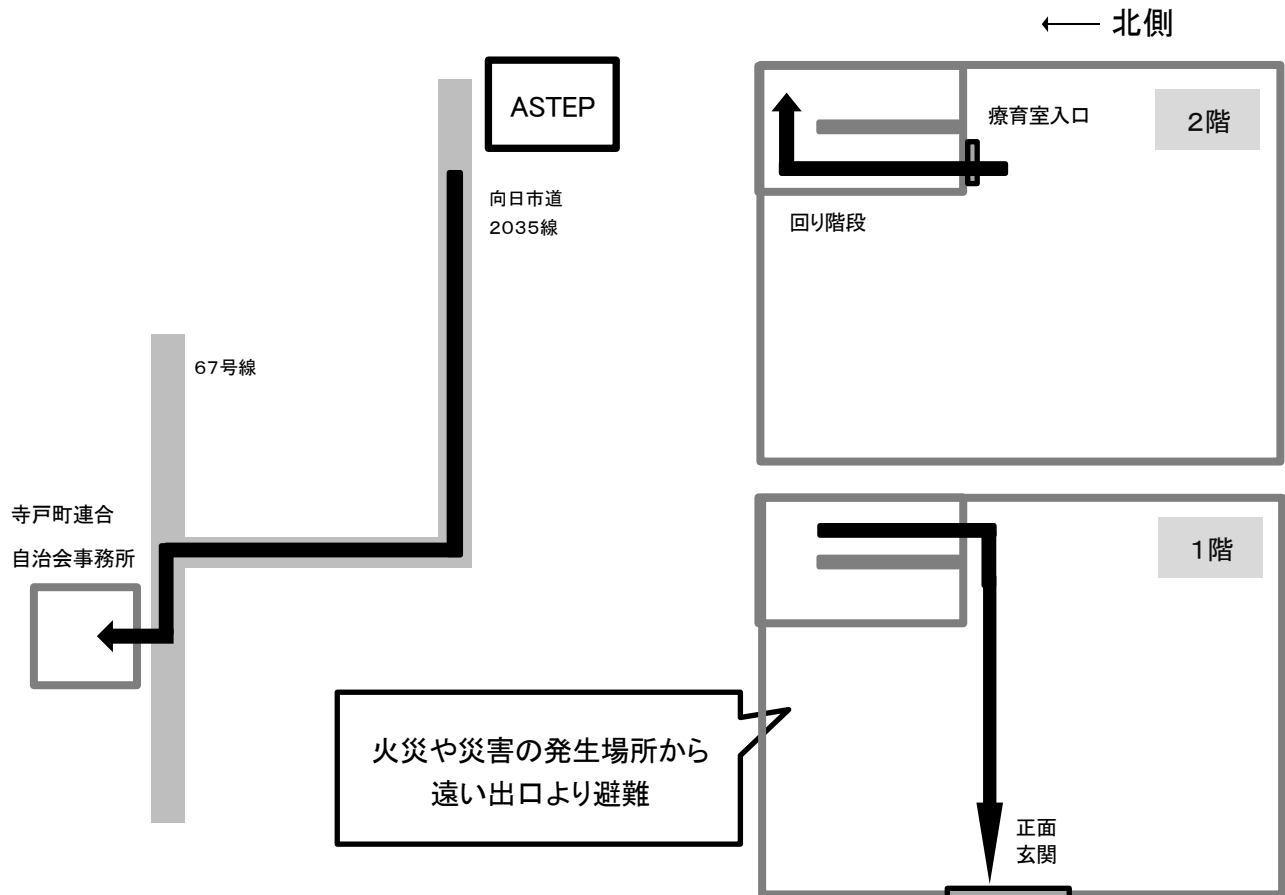 ← 北側
ASTEP
向日市道
2035線
67号線
寺戸町連合
自治会事務所
療育室入口
2階
回り階段
1階
火災や災害の発生場所から
遠い出口より避難
正面
玄関